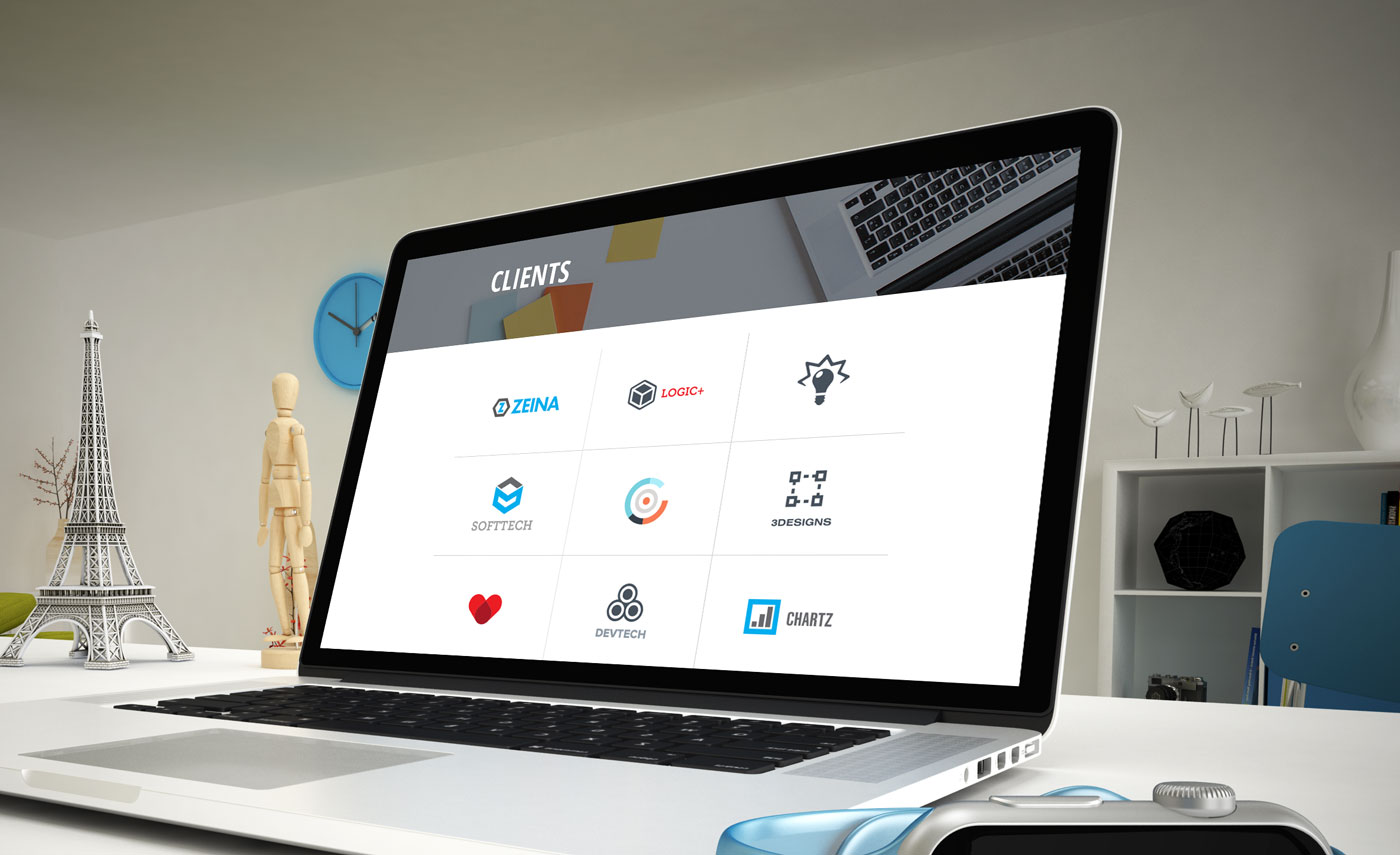 CLIENTS
Z ZEINA
LOGIC+
SOFTTECH
3DESIGNS
DEVTECH
CHARTZ